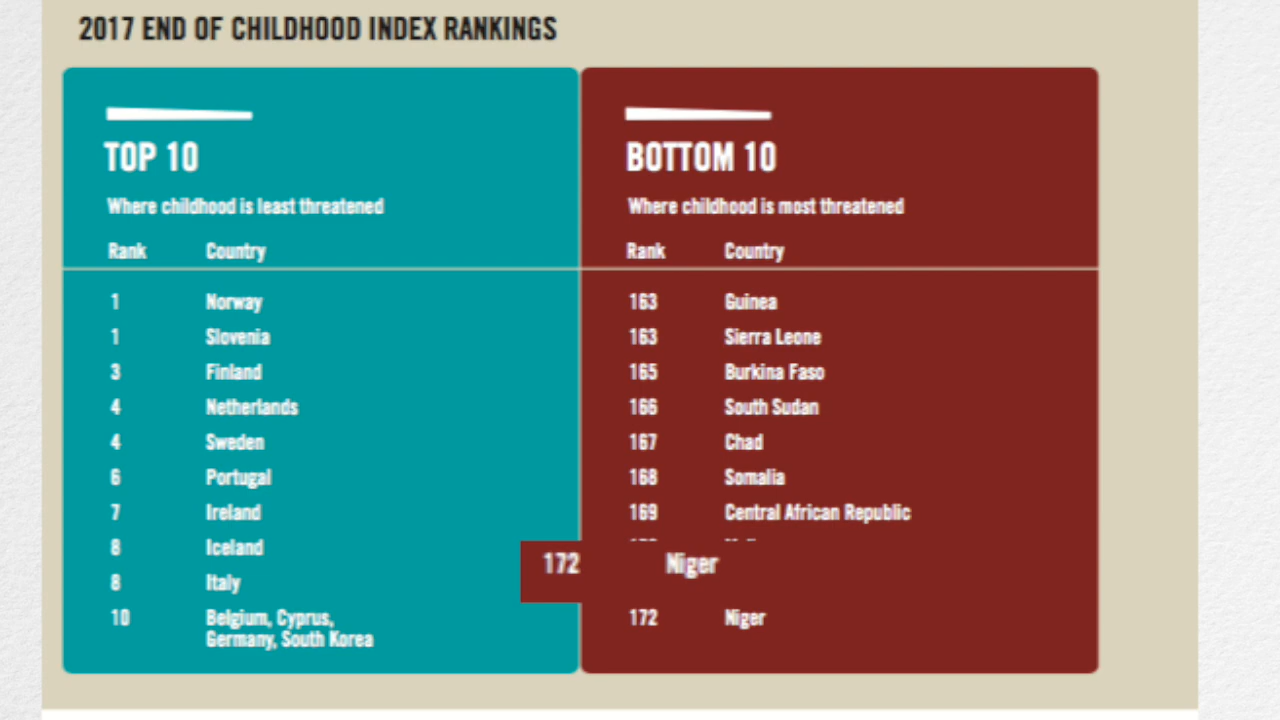 2017 END OF CHILDHOOD INDEX RANKINGS
TOP 10
Where childhood is least threatened
Rank Country
1 Norway
1 Slovenia
3 Finland
4 Netherlands
4 Sweden
6 Portugal
7 Ireland
8 Iceland
8 Italy
10 Belgium, Cyprus,
Germany, South Korea
BOTTOM 10
Where childhood is most threatened
Rank Country
163 Guinea
163 Sierra Leone
165 Burkina Faso
166 South Sudan
167 Chad
168 Somalia
169 Central African Republic
172 Niger
172 Niger